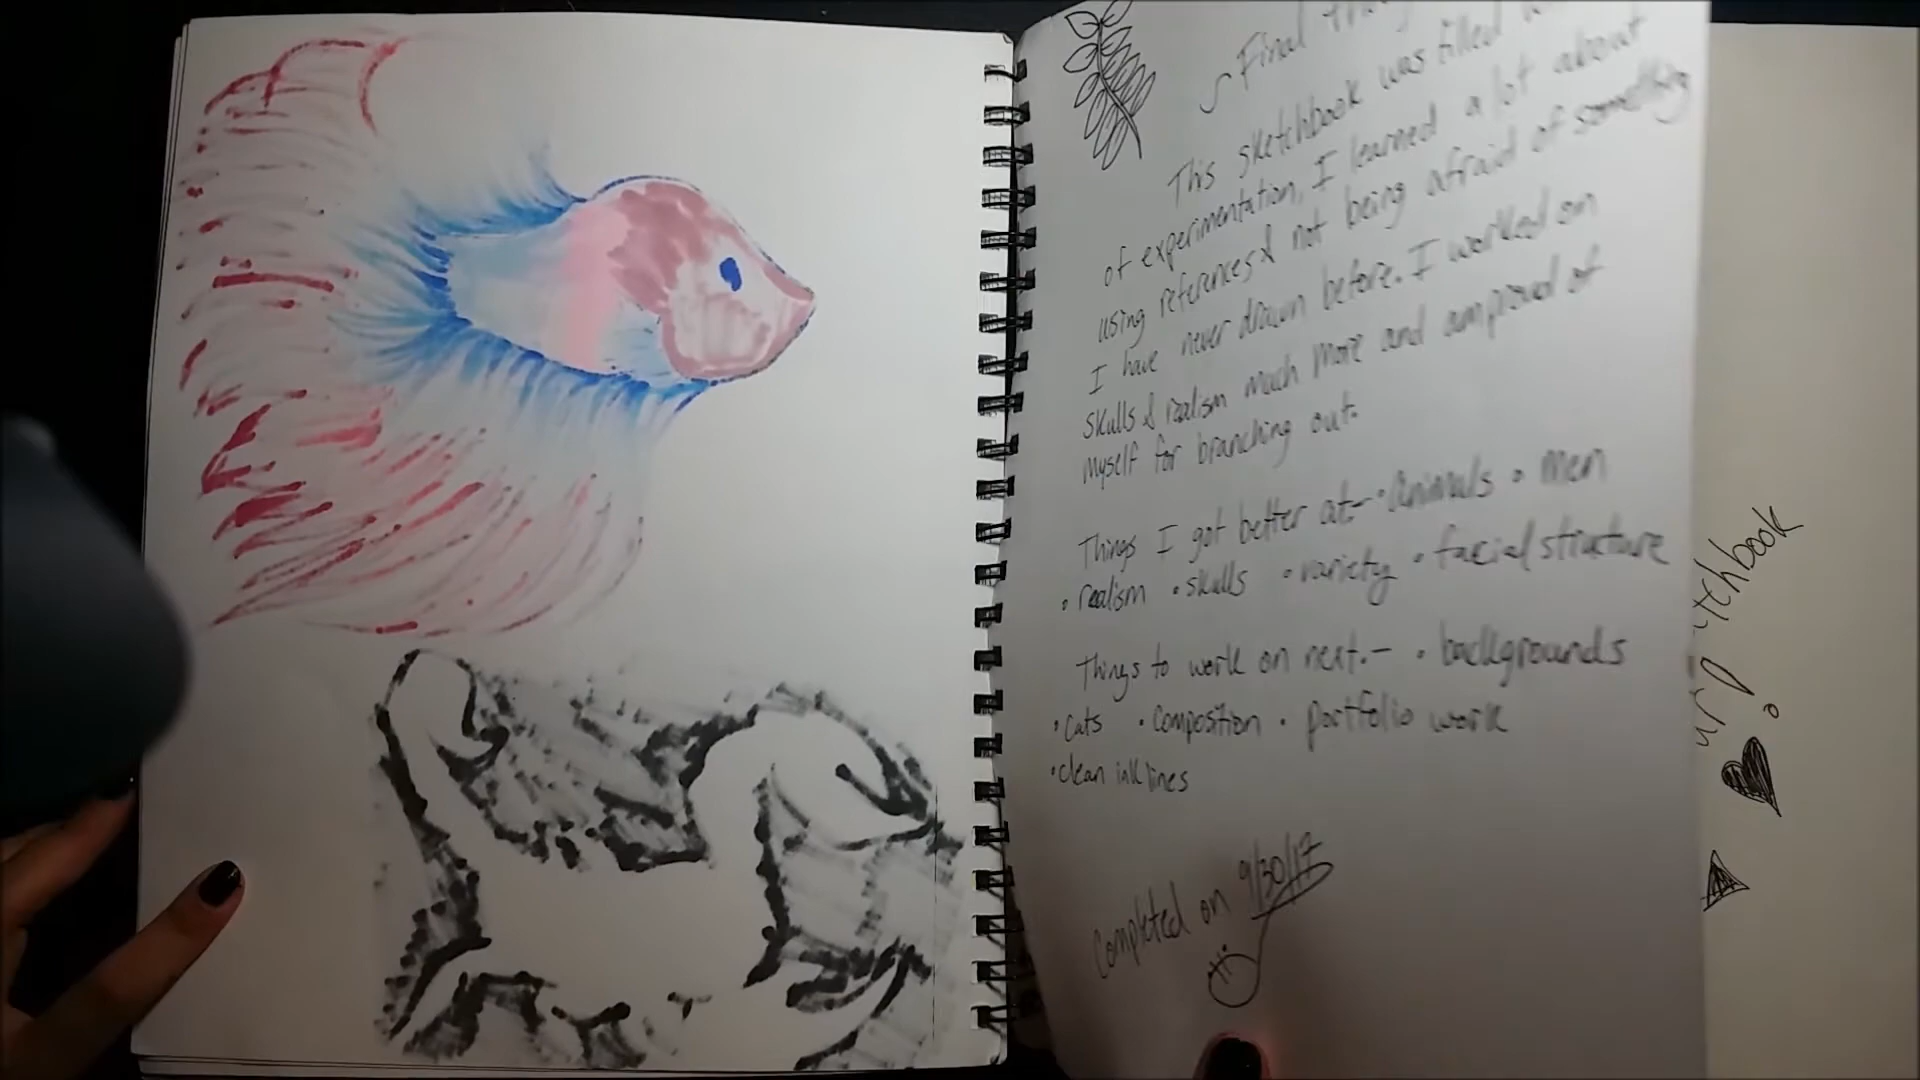 Final
This sketchbook was filled
of experimentation, I learned a lot about
using references & not being afraid of something
I have never drawn before. I worked on
skulls & realism much more and am proud of
myself for branching out.
Things I got better at- • animals • men
• realism • skulls • variety • facial structure
Things to work on next.- • backgrounds
• cats • compostion • portfolio work
• clean ink lines
completed on 9/30/17